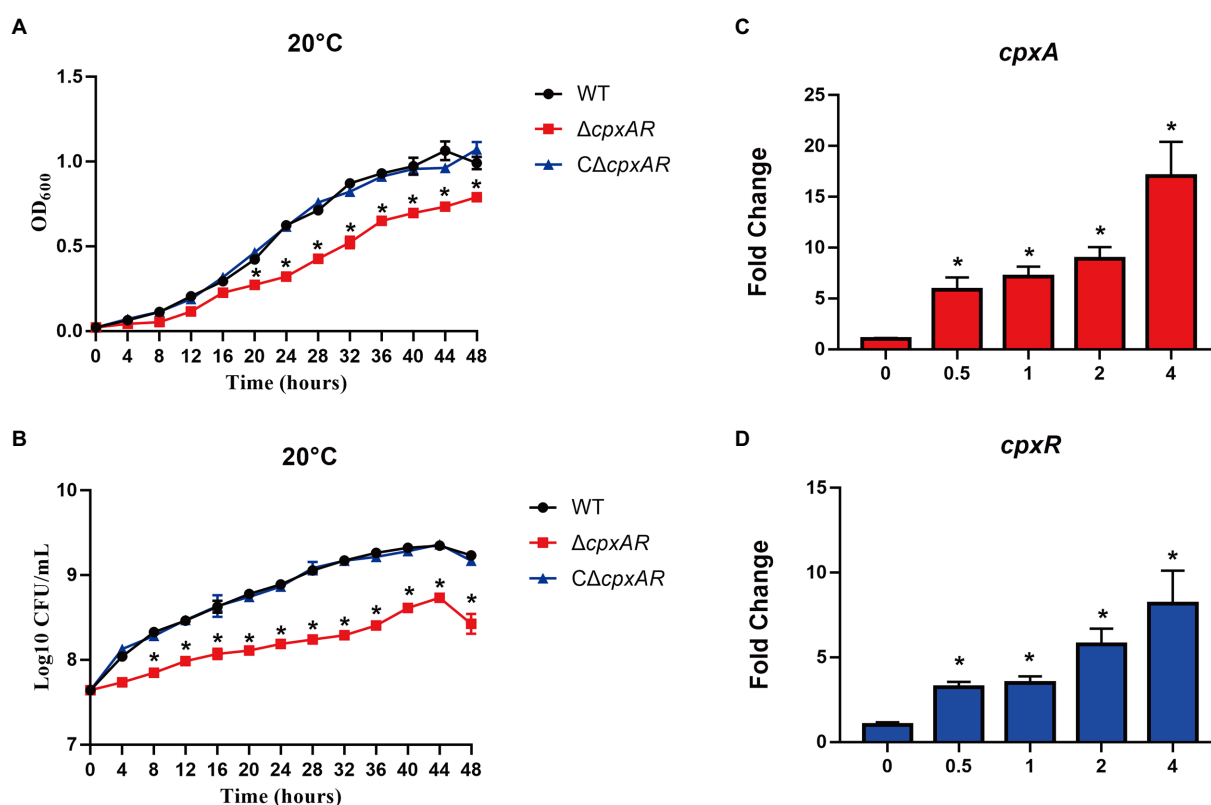 A
20°C
WT
ΔcpxAR
CΔcpxAR
OD600
1.5
1.0
0.5
0.0
0 4 8 12 16 20 24 28 32 36 40 44 48
* * * * * * * *
Time (hours)
B
20°C
WT
ΔcpxAR
CΔcpxAR
Log10 CFU/mL
10
9
8
7
* * * * * * * * * * *
0 4 8 12 16 20 24 28 32 36 40 44 48
Time (hours)
C
cpxA
Fold Change
25
20
15
10
5
0
* * * *
0 0.5 1 2 4
D
cpxR
Fold Change
15
10
5
0
* * * *
0 0.5 1 2 4